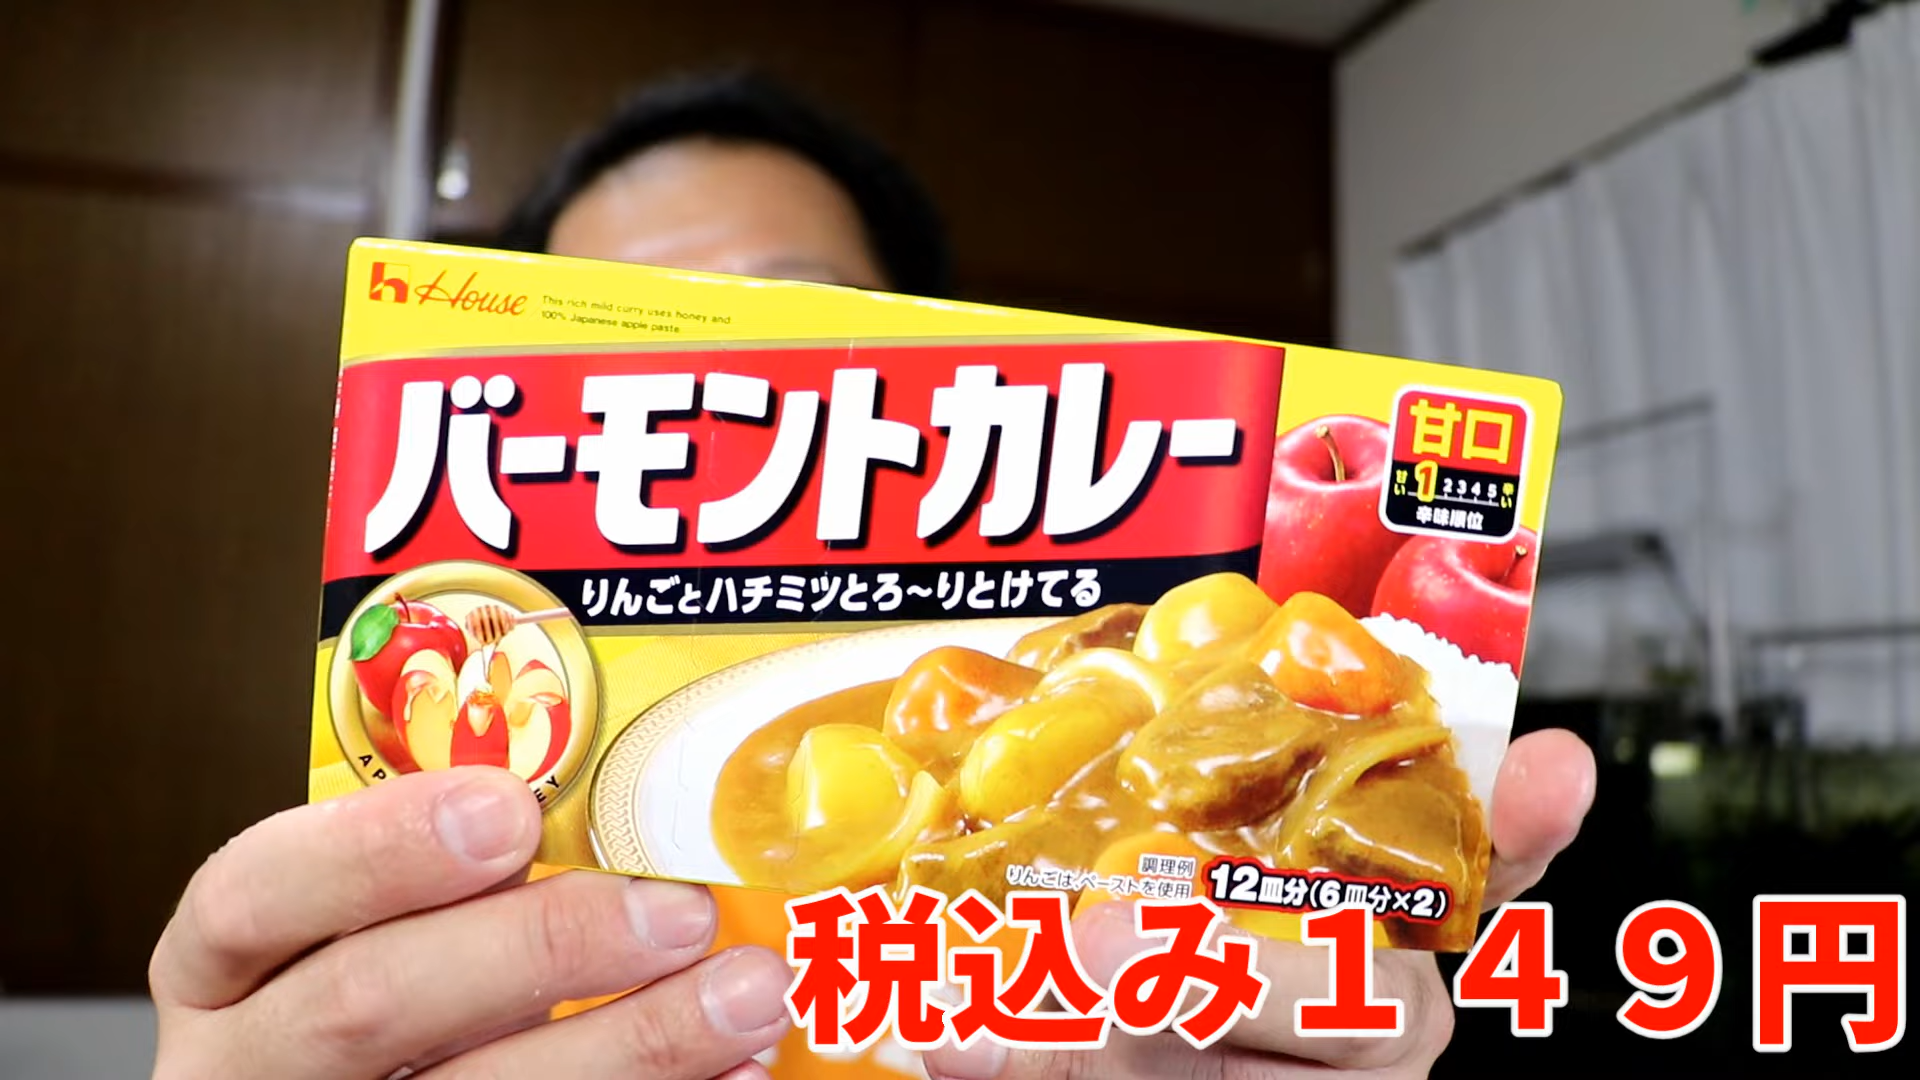 House
This rich mild curry uses honey and
100% Japanese apple paste.
バーモントカレー
甘口
甘い 1 2 3 4 5 辛い
辛味順位
りんごとハチミツとろ~りとけてる
調理例
りんごは、ペーストを使用
12皿分(6皿分×2)
税込み149円